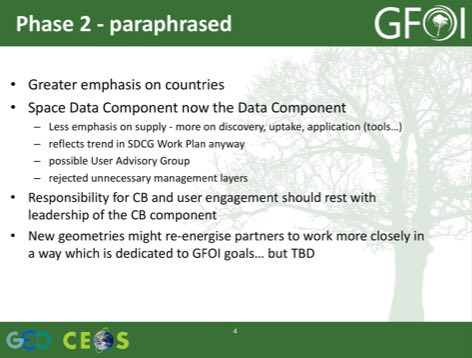 Phase 2 - paraphrased
GFOI
• Greater emphasis on countries
• Space Data Component now the Data Component
– Less emphasis on supply - more on discovery, uptake, application (tools...)
– reflects trend in SDCG Work Plan anyway
– possible User Advisory Group
– rejected unnecessary management layers
• Responsibility for CB and user engagement should rest with
leadership of the CB component
• New geometries might re-energise partners to work more closely in
a way which is dedicated to GFOI goals... but TBD
4
GEO CEOS